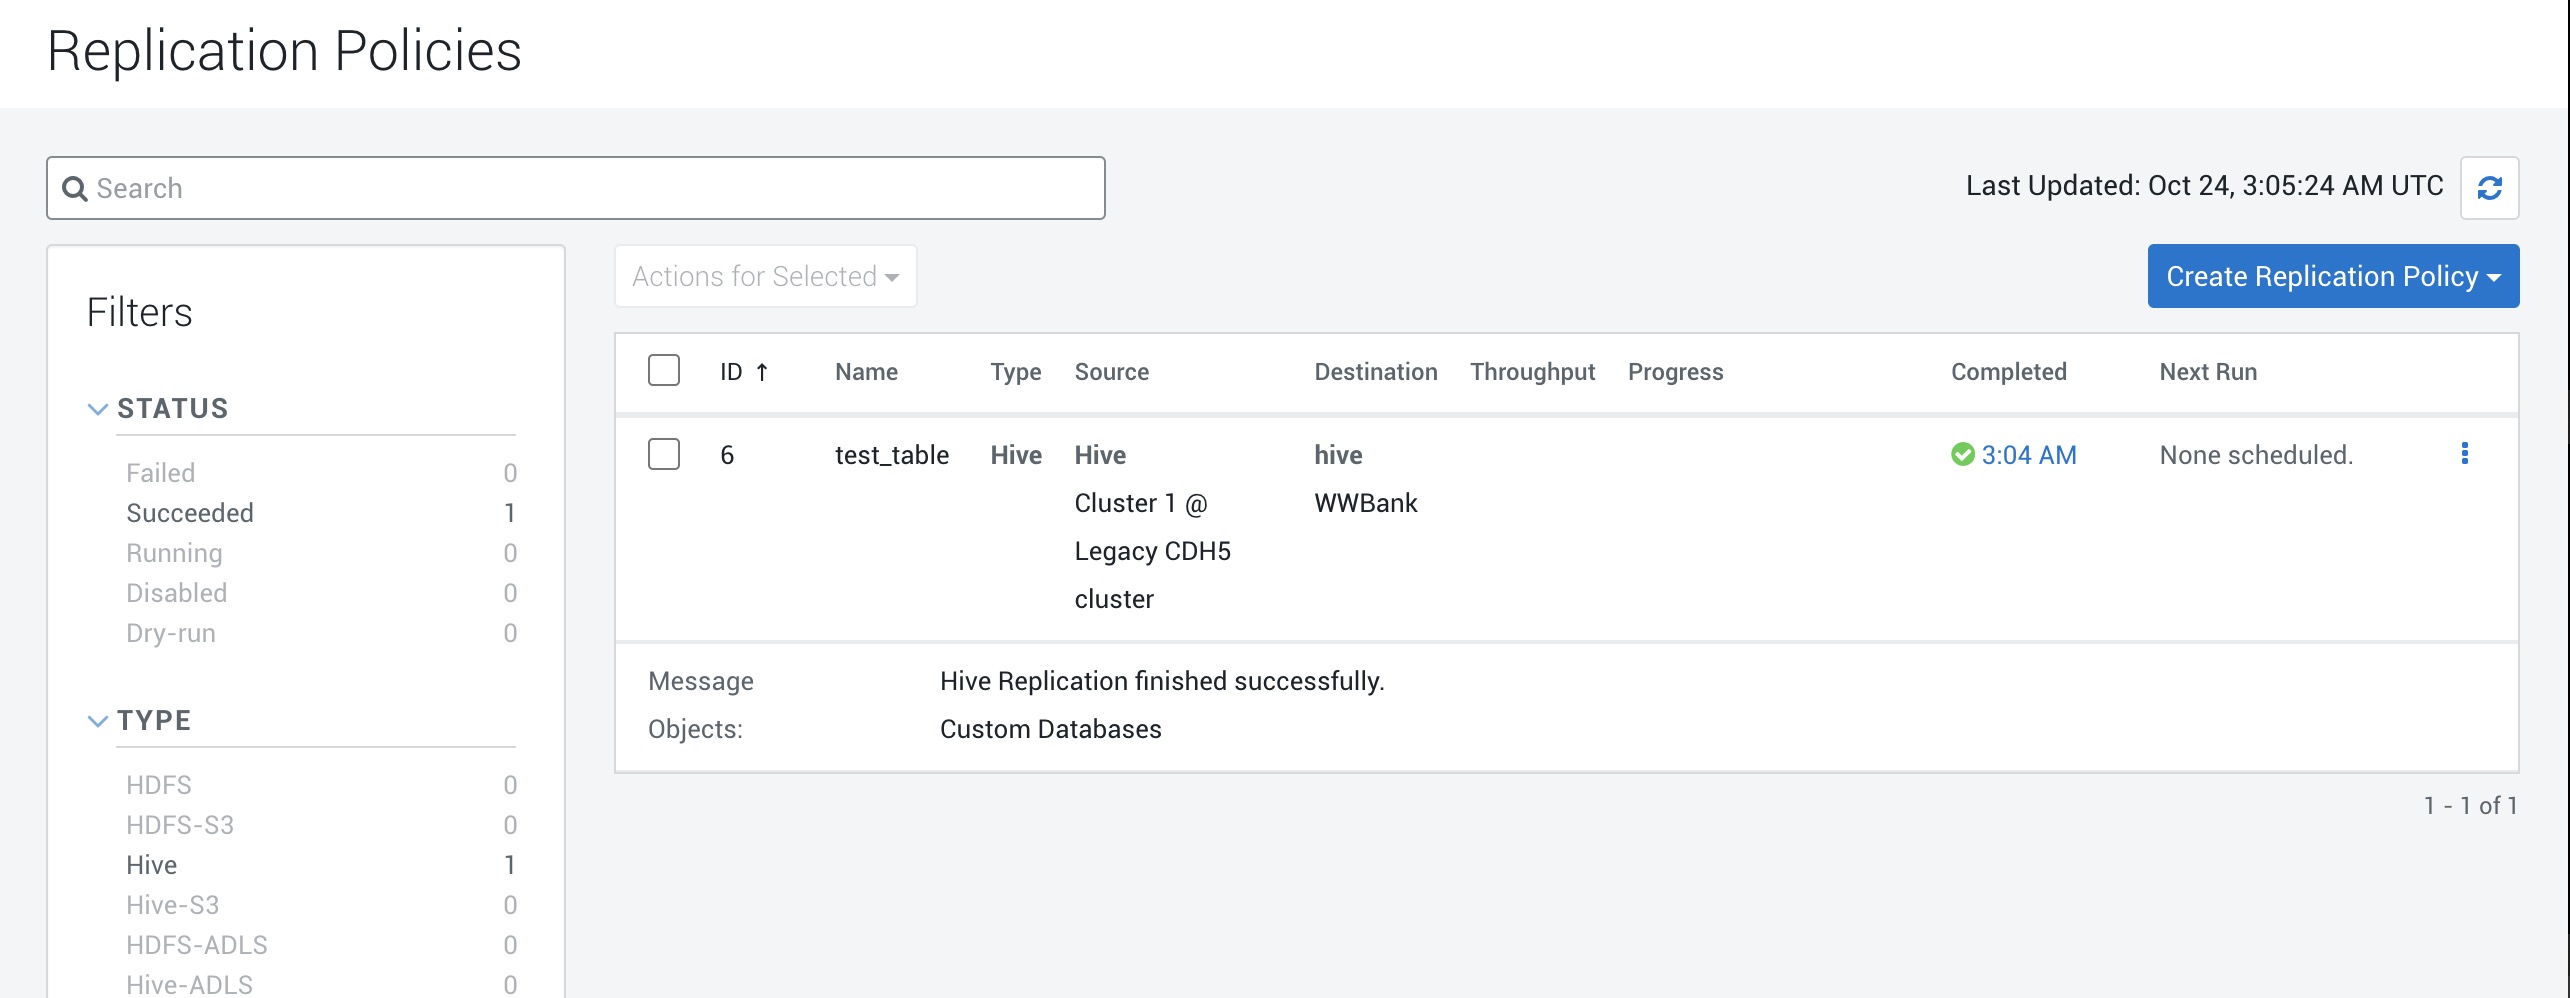 Replication Policies
Search
Last Updated: Oct 24, 3:05:24 AM UTC
Filters
STATUS
Failed 0
Succeeded 1
Running 0
Disabled 0
Dry-run 0
TYPE
HDFS 0
HDFS-S3 0
Hive 1
Hive-S3 0
HDFS-ADLS 0
Hive-ADLS 0
Actions for Selected
Create Replication Policy
ID ↑ Name Type Source Destination Throughput Progress Completed Next Run
6 test_table Hive Hive hive 3:04 AM None scheduled.
Cluster 1 @ WWBank
Legacy CDH5
cluster
Message Hive Replication finished successfully.
Objects: Custom Databases
1 - 1 of 1